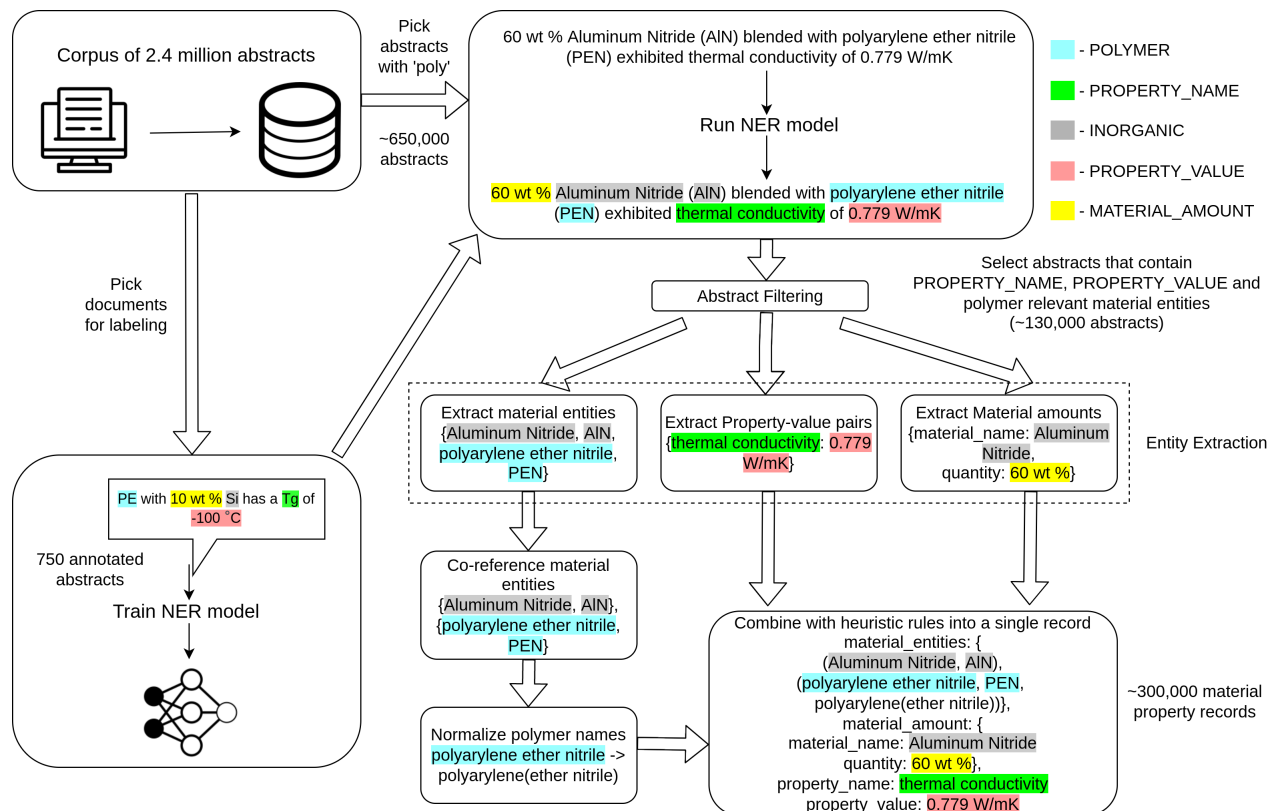 Corpus of 2.4 million abstracts
Pick
abstracts
with 'poly'
~650,000
abstracts
60 wt % Aluminum Nitride (AlN) blended with polyarylene ether nitrile
(PEN) exhibited thermal conductivity of 0.779 W/mK
Run NER model
60 wt % Aluminum Nitride (AlN) blended with polyarylene ether nitrile
(PEN) exhibited thermal conductivity of 0.779 W/mK
- POLYMER
- PROPERTY_NAME
- INORGANIC
- PROPERTY_VALUE
- MATERIAL_AMOUNT
Pick
documents
for labeling
Abstract Filtering
Select abstracts that contain
PROPERTY_NAME, PROPERTY_VALUE and
polymer relevant material entities
(~130,000 abstracts)
Extract material entities
{Aluminum Nitride, AlN,
polyarylene ether nitrile,
PEN}
Extract Property-value pairs
{thermal conductivity: 0.779
W/mK}
Extract Material amounts
{material_name: Aluminum
Nitride,
quantity: 60 wt %}
Entity Extraction
PE with 10 wt % Si has a Tg of
-100 ˚C
750 annotated
abstracts
Train NER model
Co-reference material
entities
{Aluminum Nitride, AlN},
{polyarylene ether nitrile,
PEN}
Normalize polymer names
polyarylene ether nitrile ->
polyarylene(ether nitrile)
Combine with heuristic rules into a single record
material_entities: {
(Aluminum Nitride, AlN),
(polyarylene ether nitrile, PEN,
polyarylene(ether nitrile))},
material_amount: {
material_name: Aluminum Nitride
quantity: 60 wt %},
property_name: thermal conductivity
property_value: 0.779 W/mK
~300,000 material
property records